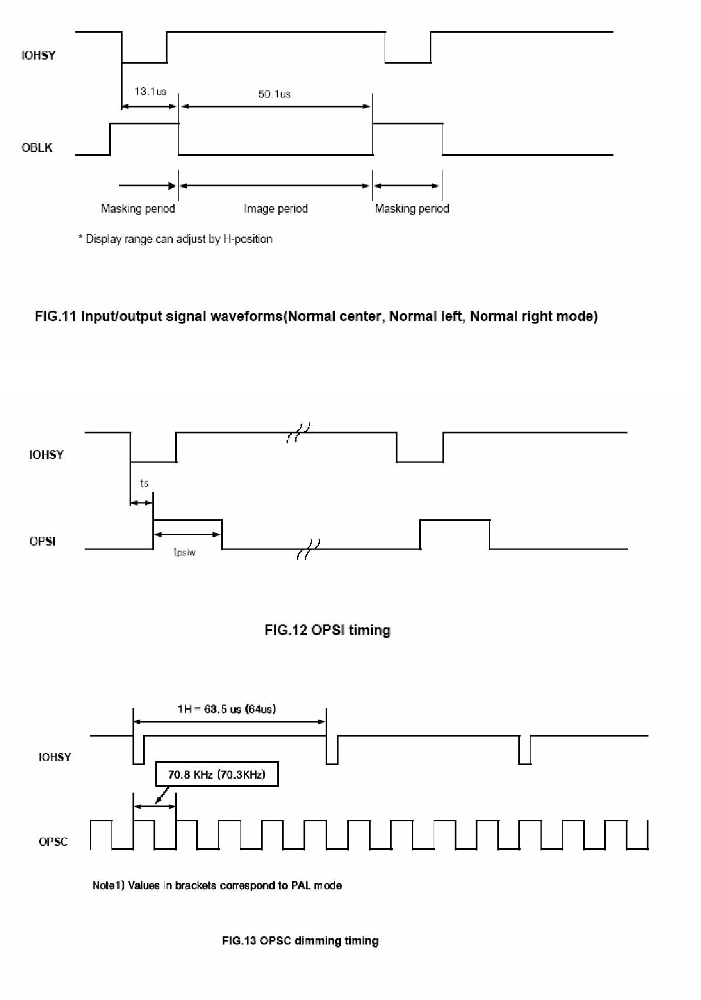 IOHSY
13.1us
50.1us
OBLK
Masking period
Image period
Masking period
* Display range can adjust by H-position
FIG.11 Input/output signal waveforms(Normal center, Normal left, Normal right mode)
IOHSY
ts
OPSI
tpsiw
FIG.12 OPSI timing
1H = 63.5 us (64us)
IOHSY
70.8 KHz (70.3KHz)
OPSC
Note1) Values in brackets correspond to PAL mode
FIG.13 OPSC dimming timing